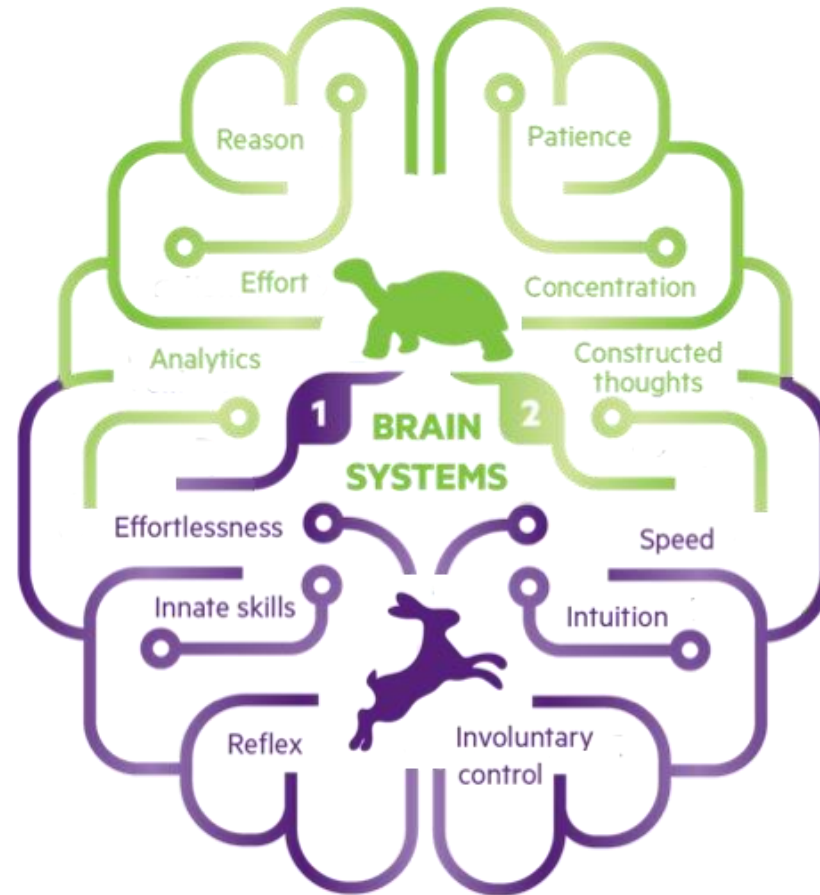 Reason
Patience
Effort
Concentration
Analytics
Constructed
thoughts
1
2
BRAIN
SYSTEMS
Effortlessness
Speed
Innate skills
Intuition
Reflex
Involuntary
control